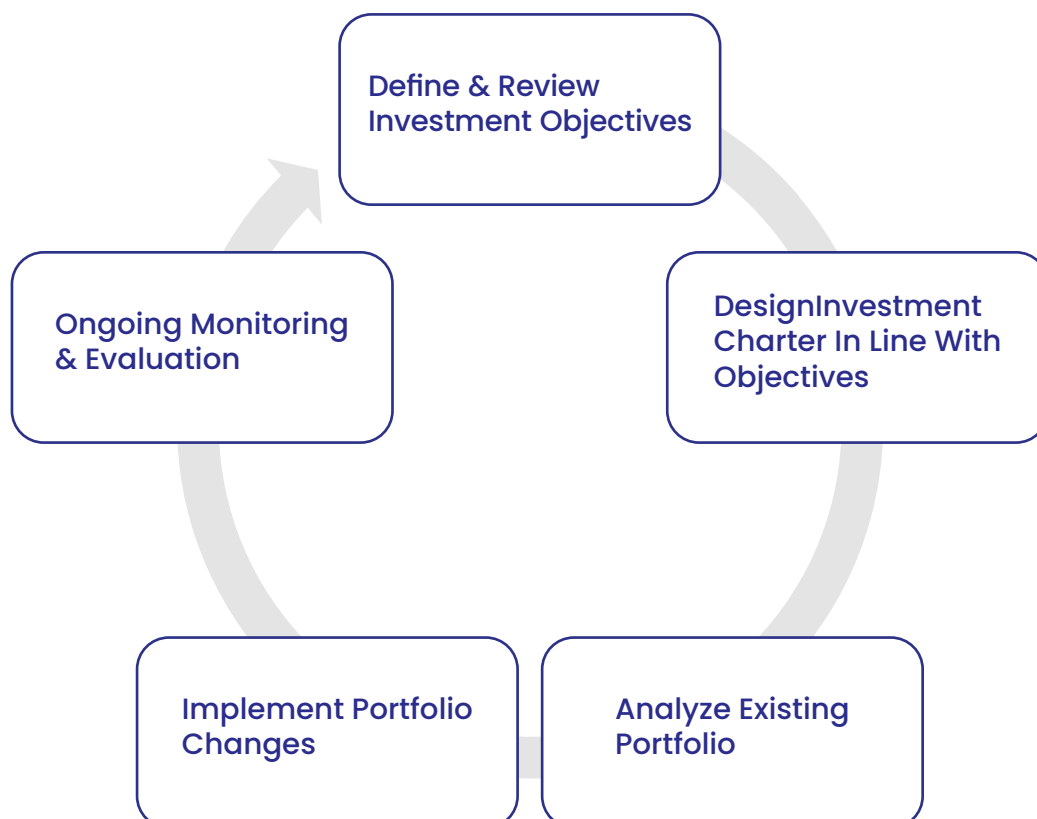 Define & Review
Investment Objectives
DesignInvestment
Charter In Line With
Objectives
Analyze Existing
Portfolio
Implement Portfolio
Changes
Ongoing Monitoring
& Evaluation